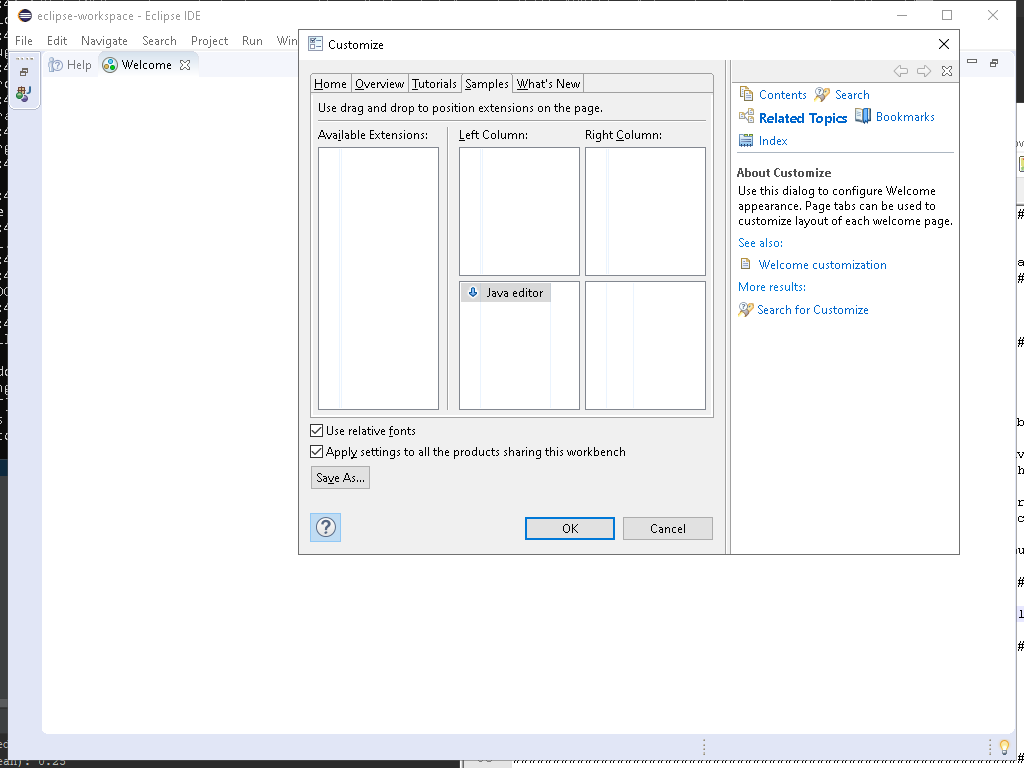 eclipse-workspace - Eclipse IDE
File Edit Navigate Search Project Run Win
Help Welcome
Customize
Home Overview Tutorials Samples What's New
Use drag and drop to position extensions on the page.
Available Extensions: Left Column: Right Column:
Java editor
Use relative fonts
Apply settings to all the products sharing this workbench
Save As...
OK Cancel
Contents Search
Related Topics Bookmarks
Index
About Customize
Use this dialog to configure Welcome
appearance. Page tabs can be used to
customize layout of each welcome page.
See also:
Welcome customization
More results:
Search for Customize